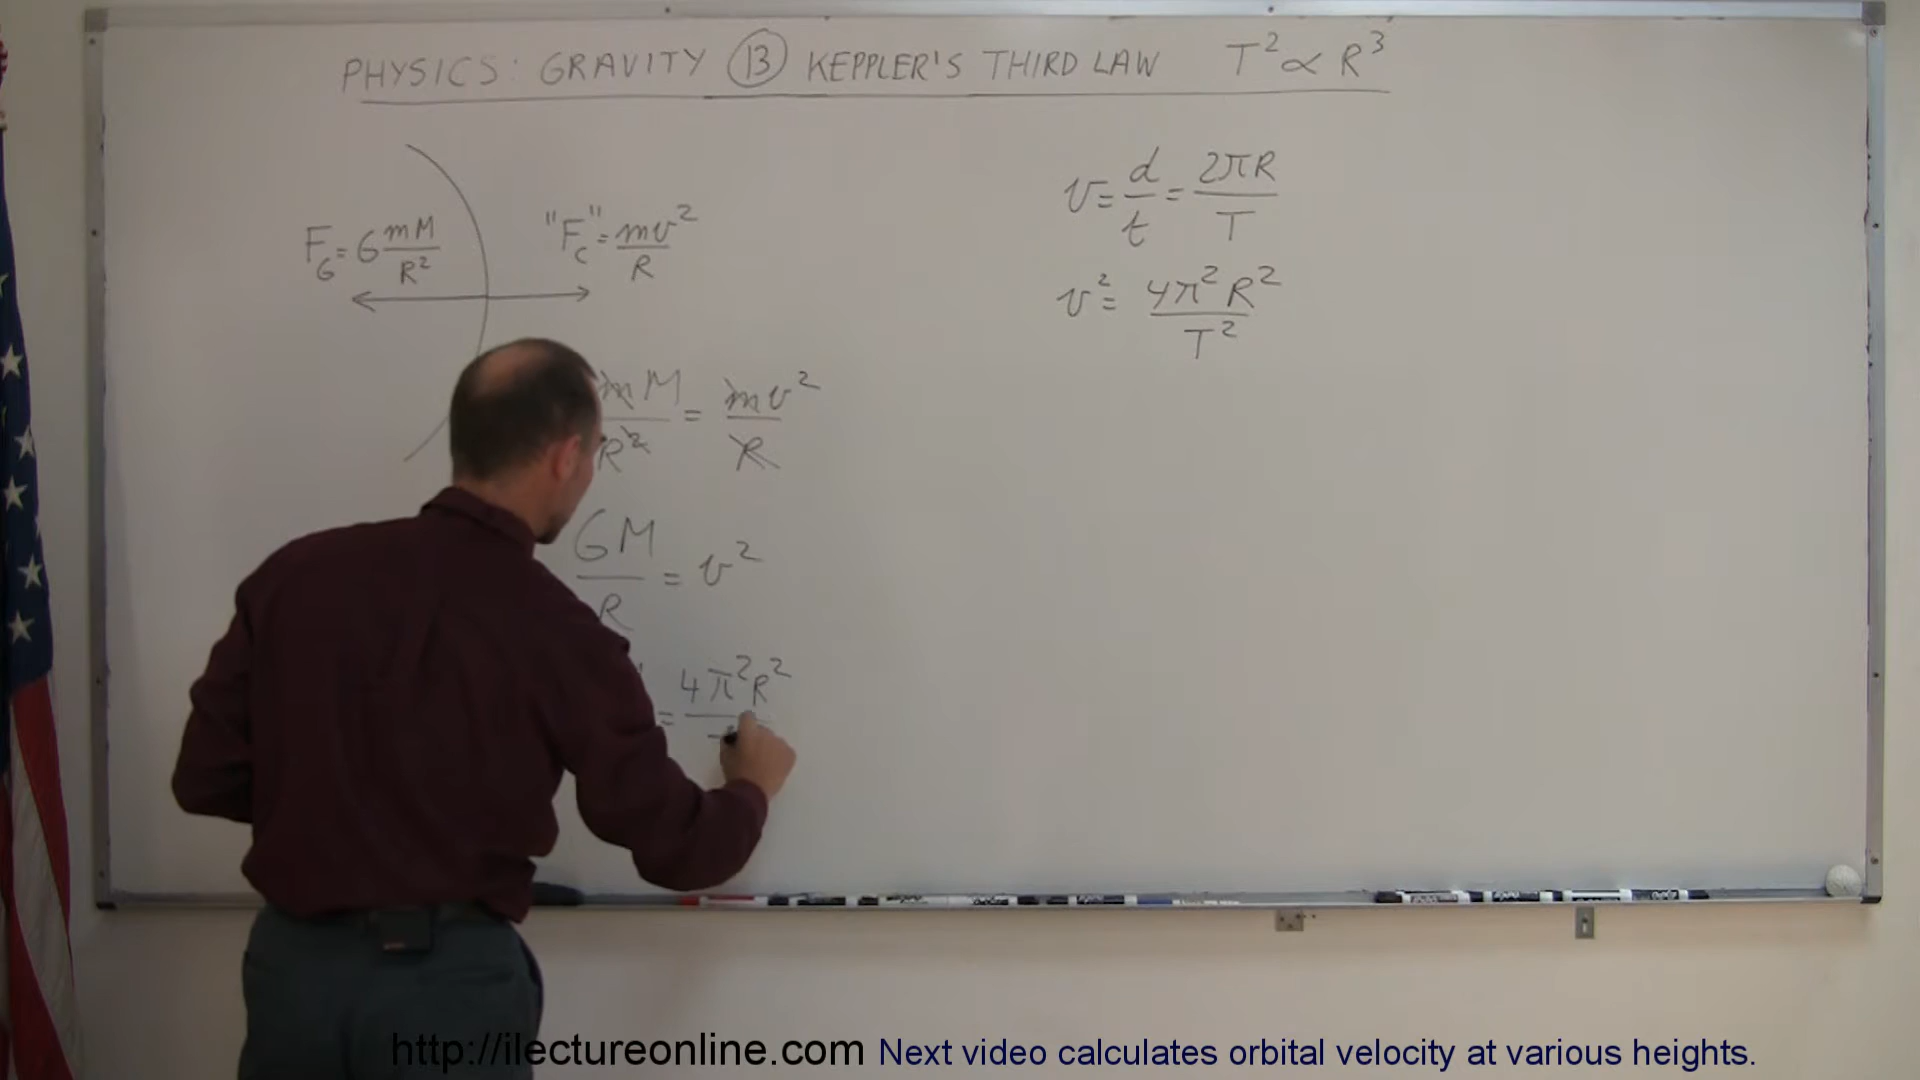 PHYSICS: GRAVITY 13 KEPPLER'S THIRD LAW T² ∝ R³
F_G = G mM/R²
"F_c" = mv²/R
mM/R² = mv²/R
GM/R = v²
= 4π²R²
v = d/t = 2πR/T
v² = 4π²R²/T²
http://ilectureonline.com Next video calculates orbital velocity at various heights.